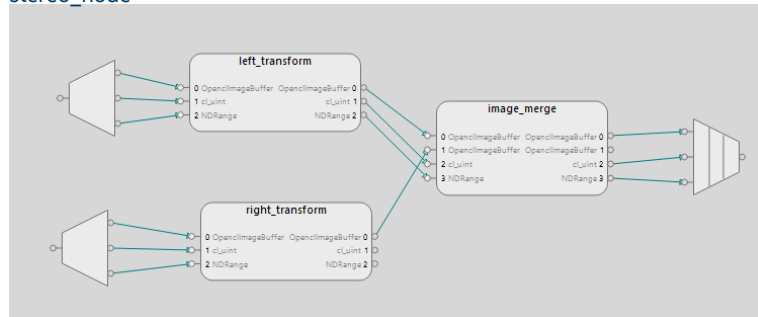 stereo_node
left_transform
0 OpenclImageBuffer OpenclImageBuffer 0
1 cl_uint cl_uint 1
2 NDRange NDRange 2
image_merge
0 OpenclImageBuffer OpenclImageBuffer 0
1 OpenclImageBuffer OpenclImageBuffer 1
2 cl_uint cl_uint 2
3 NDRange NDRange 3
right_transform
0 OpenclImageBuffer OpenclImageBuffer 0
1 cl_uint cl_uint 1
2 NDRange NDRange 2